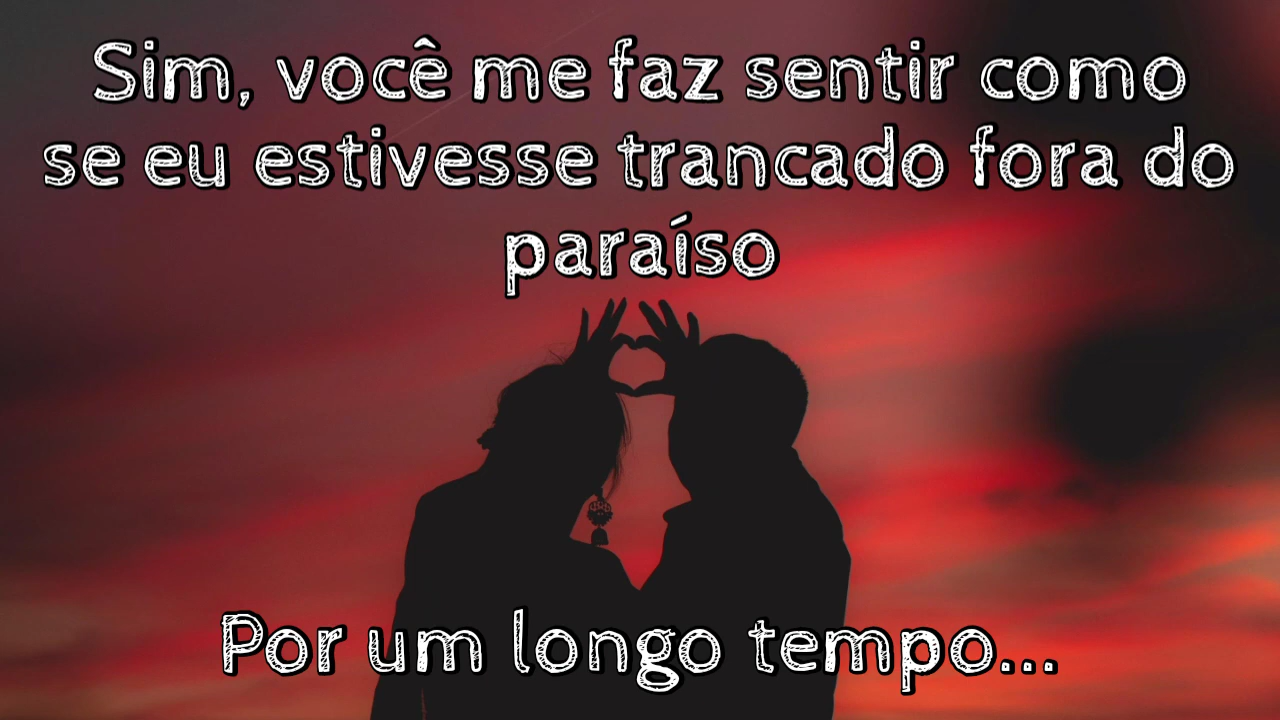 Sim, você me faz sentir como
se eu estivesse trancado fora do
paraíso
Por um longo tempo...